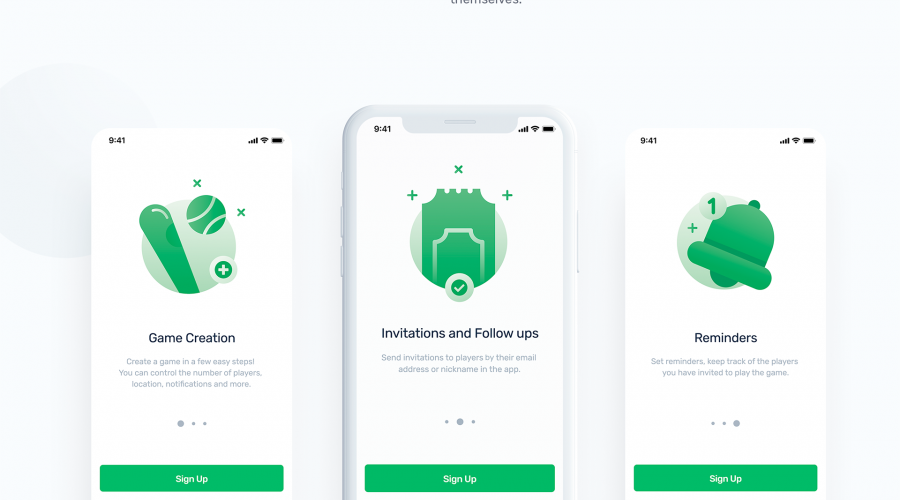 themselves.
9:41
Game Creation
Create a game in a few easy steps!
You can control the number of players,
location, notifications and more.
Sign Up
9:41
Invitations and Follow ups
Send invitations to players by their email
address or nickname in the app.
Sign Up
9:41
1
Reminders
Set reminders, keep track of the players
you have invited to play the game.
Sign Up